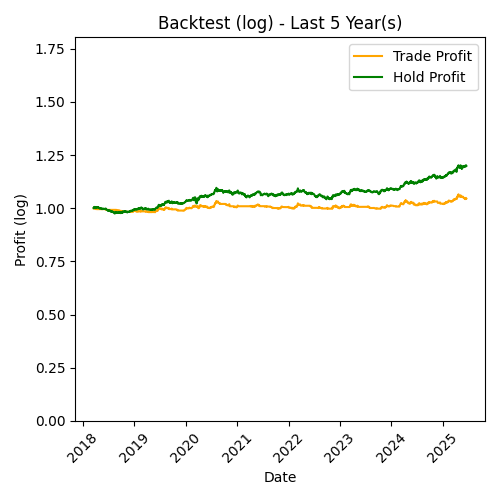 Backtest (log) - Last 5 Year(s)
Trade Profit
Hold Profit
Profit (log)
1.75
1.50
1.25
1.00
0.75
0.50
0.25
0.00
2018 2019 2020 2021 2022 2023 2024 2025
Date